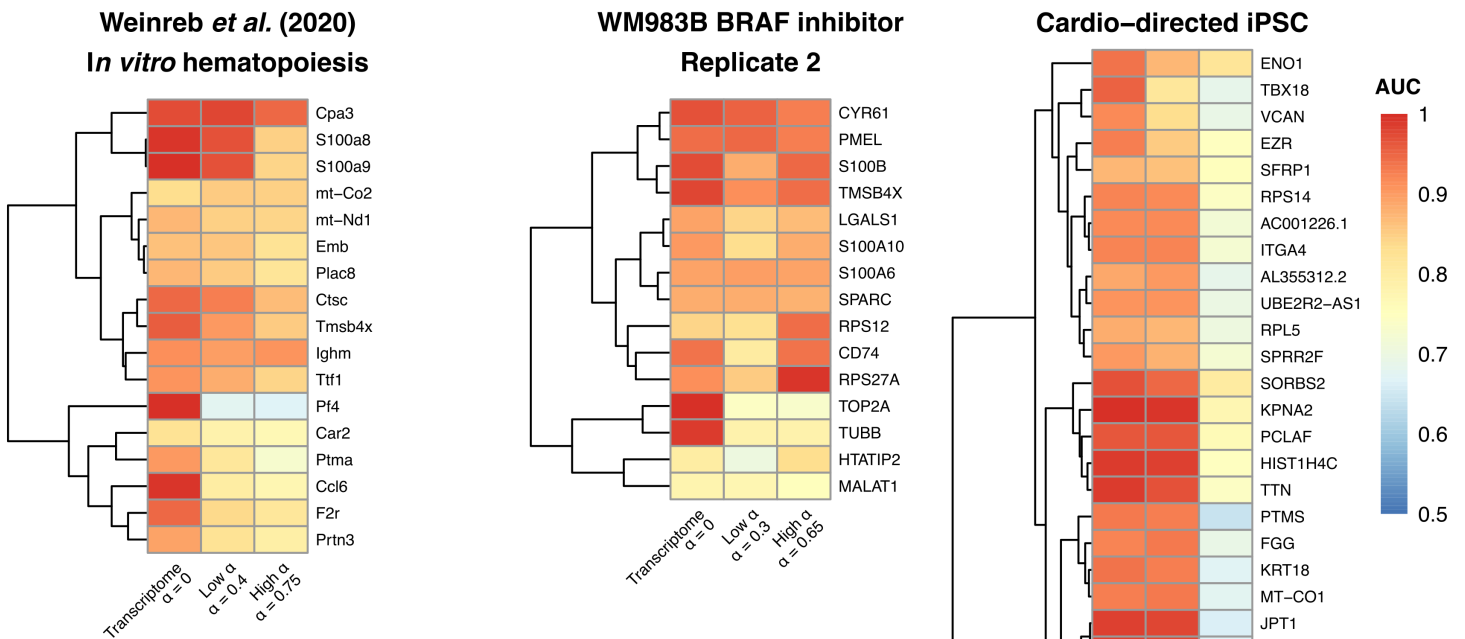 Weinreb et al. (2020)
In vitro hematopoiesis
Cpa3
S100a8
S100a9
mt−Co2
mt−Nd1
Emb
Plac8
Ctsc
Tmsb4x
Ighm
Ttf1
Pf4
Car2
Ptma
Ccl6
F2r
Prtn3
Transcriptome
α = 0
Low α
α = 0.4
High α
α = 0.75
WM983B BRAF inhibitor
Replicate 2
CYR61
PMEL
S100B
TMSB4X
LGALS1
S100A10
S100A6
SPARC
RPS12
CD74
RPS27A
TOP2A
TUBB
HTATIP2
MALAT1
Transcriptome
α = 0
Low α
α = 0.3
High α
α = 0.65
Cardio−directed iPSC
ENO1
TBX18
VCAN
EZR
SFRP1
RPS14
AC001226.1
ITGA4
AL355312.2
UBE2R2−AS1
RPL5
SPRR2F
SORBS2
KPNA2
PCLAF
HIST1H4C
TTN
PTMS
FGG
KRT18
MT−CO1
JPT1
AUC
1
0.9
0.8
0.7
0.6
0.5